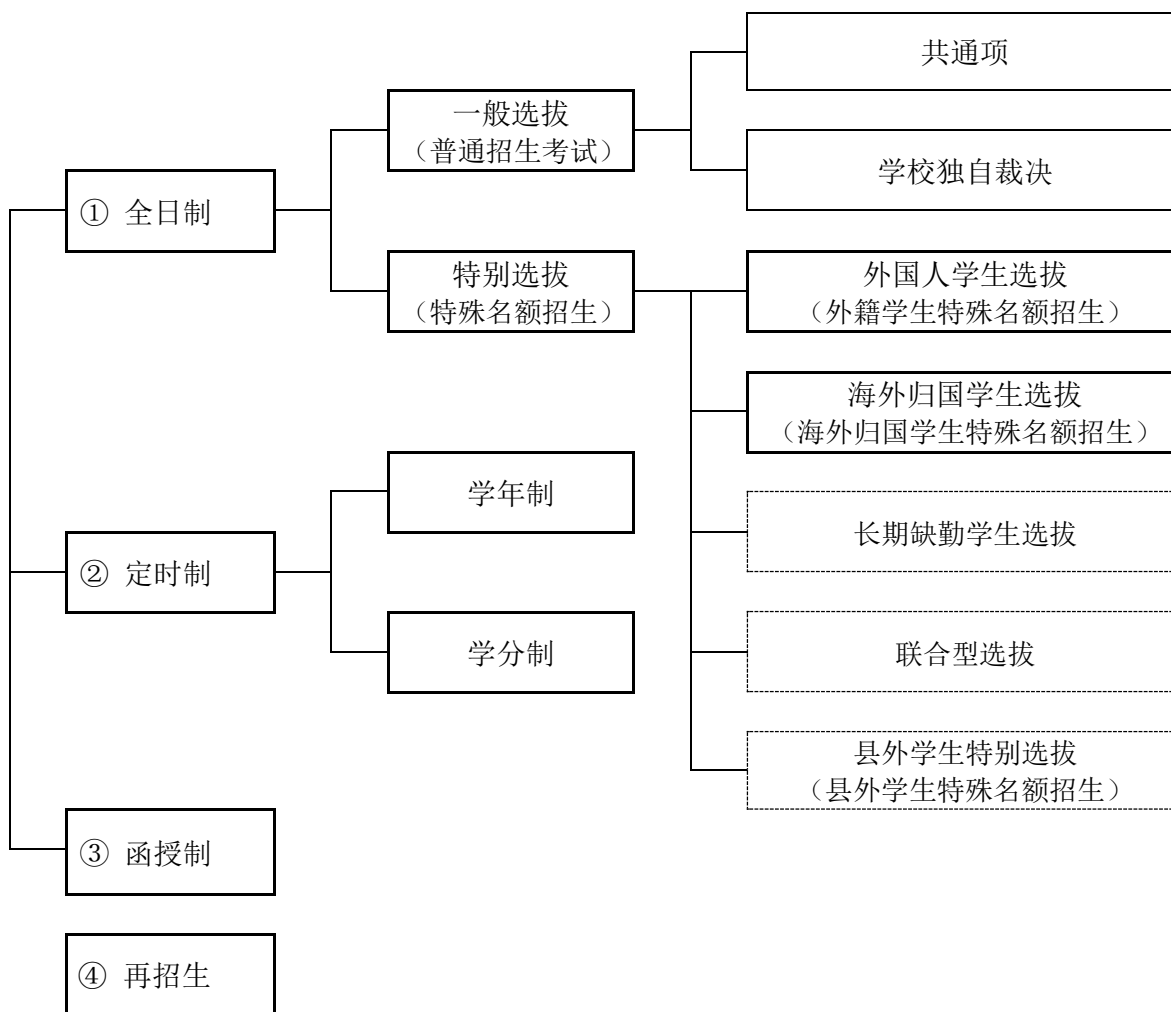 共通项
一般选拔
（普通招生考试）
学校独自裁决
① 全日制
特别选拔
（特殊名额招生）
外国人学生选拔
（外籍学生特殊名额招生）
海外归国学生选拔
（海外归国学生特殊名额招生）
学年制
长期缺勤学生选拔
② 定时制
学分制
联合型选拔
县外学生特别选拔
（县外学生特殊名额招生）
③ 函授制
④ 再招生